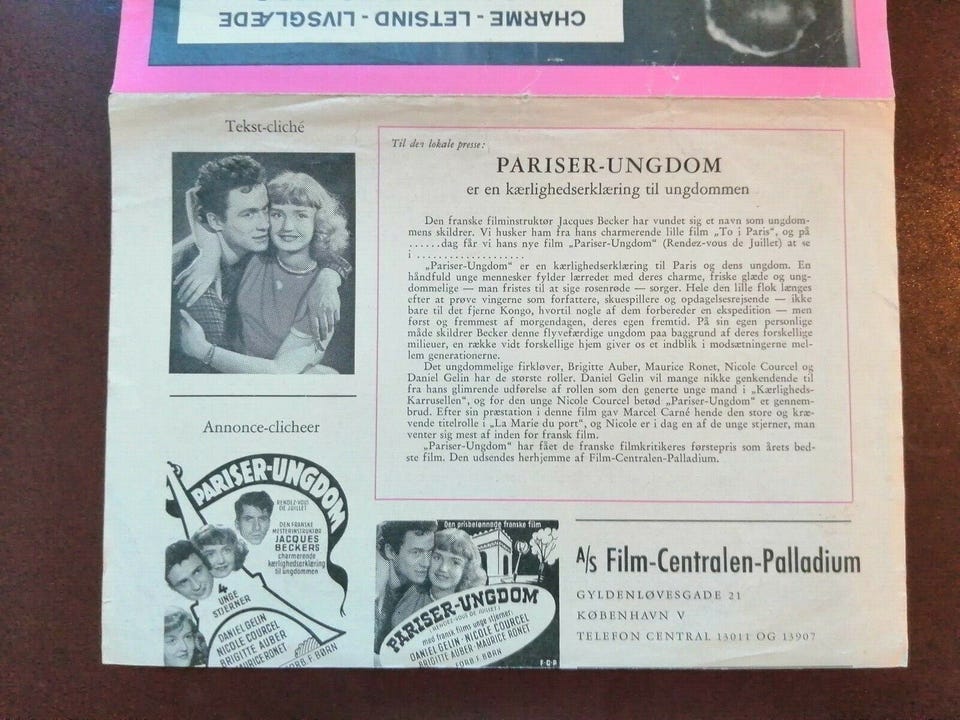 CHARME - LETSIND - LIVSGLÆDE
Tekst-cliché
Til den lokale presse:
PARISER-UNGDOM
er en kærlighedserklæring til ungdommen
Den franske filminstruktør Jacques Becker har vundet sig et navn som ungdom-
mens skildrer. Vi husker ham fra hans charmerende lille film „To i Paris“, og på
......dag får vi hans nye film „Pariser-Ungdom“ (Rendez-vous de Juillet) at se
i ...................
„Pariser-Ungdom“ er en kærlighedserklæring til Paris og dens ungdom. En
håndfuld unge mennesker fylder lærredet med deres charme, friske glæde og ung-
dommelige — man fristes til at sige rosenrøde — sorger. Hele den lille flok længes
efter at prøve vingerne som forfattere, skuespillere og opdagelsesrejsende — ikke
bare til det fjerne Kongo, hvortil nogle af dem forbereder en ekspedition — men
først og fremmest af morgendagen, deres egen fremtid. På sin egen personlige
måde skildrer Becker denne flyvefærdige ungdom paa baggrund af deres forskellige
milieuer, en række vidt forskellige hjem giver os et indblik i modsætningerne mel-
lem generationerne.
Det ungdommelige firkløver, Brigitte Auber, Maurice Ronet, Nicole Courcel og
Daniel Gelin har de største roller. Daniel Gelin vil mange nikke genkendende til
fra hans glimrende udførelse af rollen som den generte unge mand i „Kærligheds-
Karrusellen“, og for den unge Nicole Courcel betød „Pariser-Ungdom“ et gennem-
brud. Efter sin præstation i denne film gav Marcel Carné hende den store og kræ-
vende titelrolle i „La Marie du port“, og Nicole er i dag en af de unge stjerner, man
venter sig mest af inden for fransk film.
„Pariser-Ungdom“ har fået de franske filmkritikeres førstepris som årets bed-
ste film. Den udsendes herhjemme af Film-Centralen-Palladium.
Annonce-clicheer
PARISER-UNGDOM
RENDEZ-VOUS
DE JUILLET
DEN FRANSKE
MESTERINSTRUKTØR
JACQUES
BECKERS
charmerende
kærlighedserklæring
til ungdommen
4
UNGE
STJERNER
DANIEL GELIN
NICOLE COURCEL
BRIGITTE AUBER
MAURICE RONET
FORB. F. BØRN
Den prisbelønnede franske film
PARISER-UNGDOM
(RENDEZ-VOUS DE JUILLET)
med fransk films unge stjerner:
DANIEL GELIN · NICOLE COURCEL
BRIGITTE AUBER · MAURICE RONET
FORB. F. BØRN
F·C·P
A/s Film-Centralen-Palladium
GYLDENLØVESGADE 21
KØBENHAVN V
TELEFON CENTRAL 13011 OG 13907